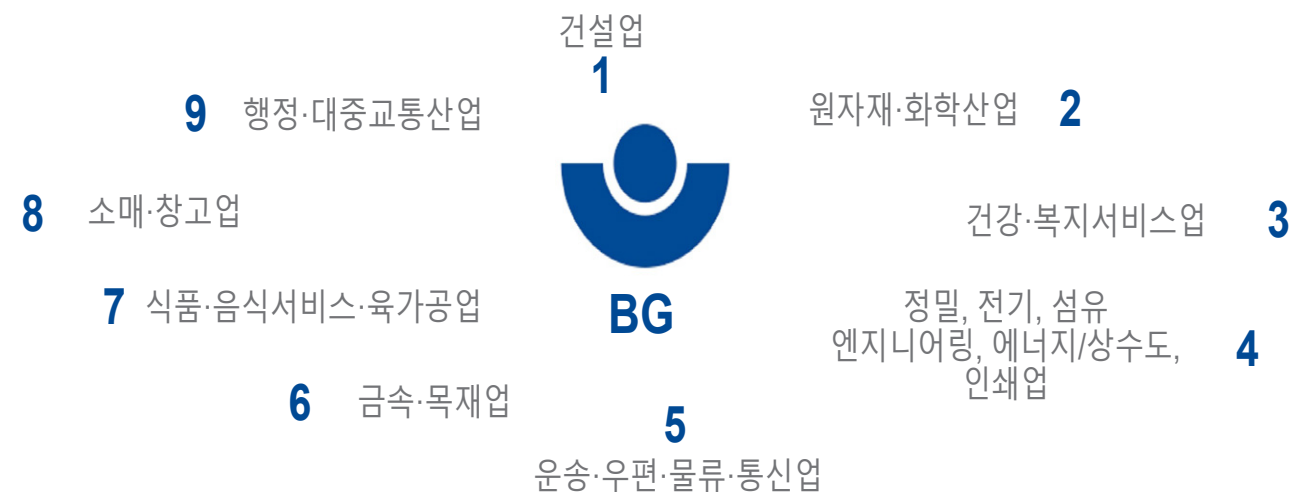 건설업
1
원자재·화학산업 2
건강·복지서비스업 3
정밀, 전기, 섬유
엔지니어링, 에너지/상수도,
인쇄업
4
5
운송·우편·물류·통신업
6 금속·목재업
7 식품·음식서비스·육가공업
8 소매·창고업
9 행정·대중교통산업
BG